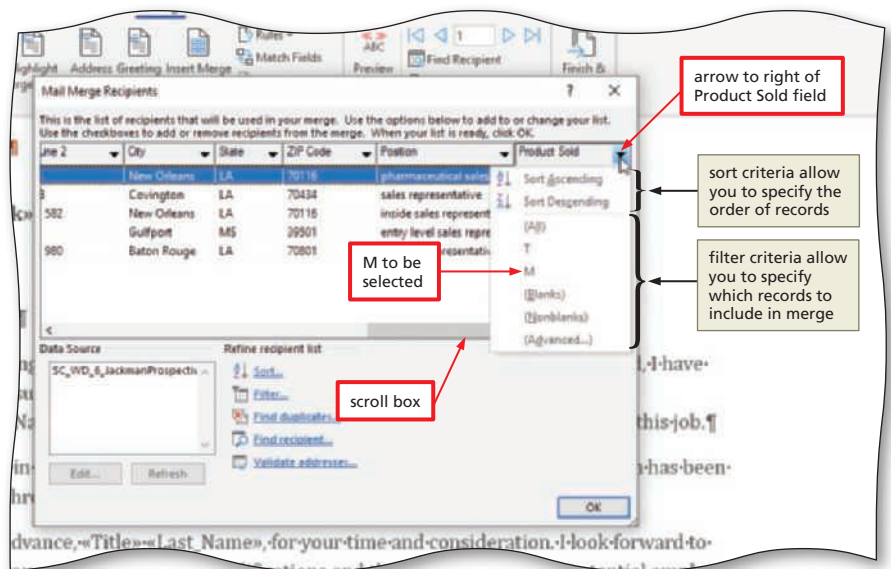 Rules
Match Fields
ABC
1
Find Recipient
Highlight Address Greeting Insert Merge
Preview
Finish &
Mail Merge Recipients
? ×
This is the list of recipients that will be used in your merge. Use the options below to add to or change your list.
Use the checkboxes to add or remove recipients from the merge. When your list is ready, click OK.
Line 2 City State ZIP Code Position Product Sold
New Orleans LA 70116 pharmaceutical sales
Covington LA 70434 sales representative
582 New Orleans LA 70116 inside sales represent
Gulfport MS 39501 entry level sales repre
980 Baton Rouge LA 70801
Sort Ascending
Sort Descending
(All)
T
M
(Blanks)
(Nonblanks)
(Advanced...)
Data Source
SC_WD_6_JackmanProspectiv
Edit...
Refresh
Refine recipient list
Sort...
Filter...
Find duplicates...
Find recipient...
Validate addresses...
OK
arrow to right of
Product Sold field
sort criteria allow
you to specify the
order of records
filter criteria allow
you to specify
which records to
include in merge
M to be
selected
scroll box
I·have·
this·job.¶
has·been·
dvance,·«Title»·«Last_Name»,·for·your·time·and·consideration.·I·look·forward·to·